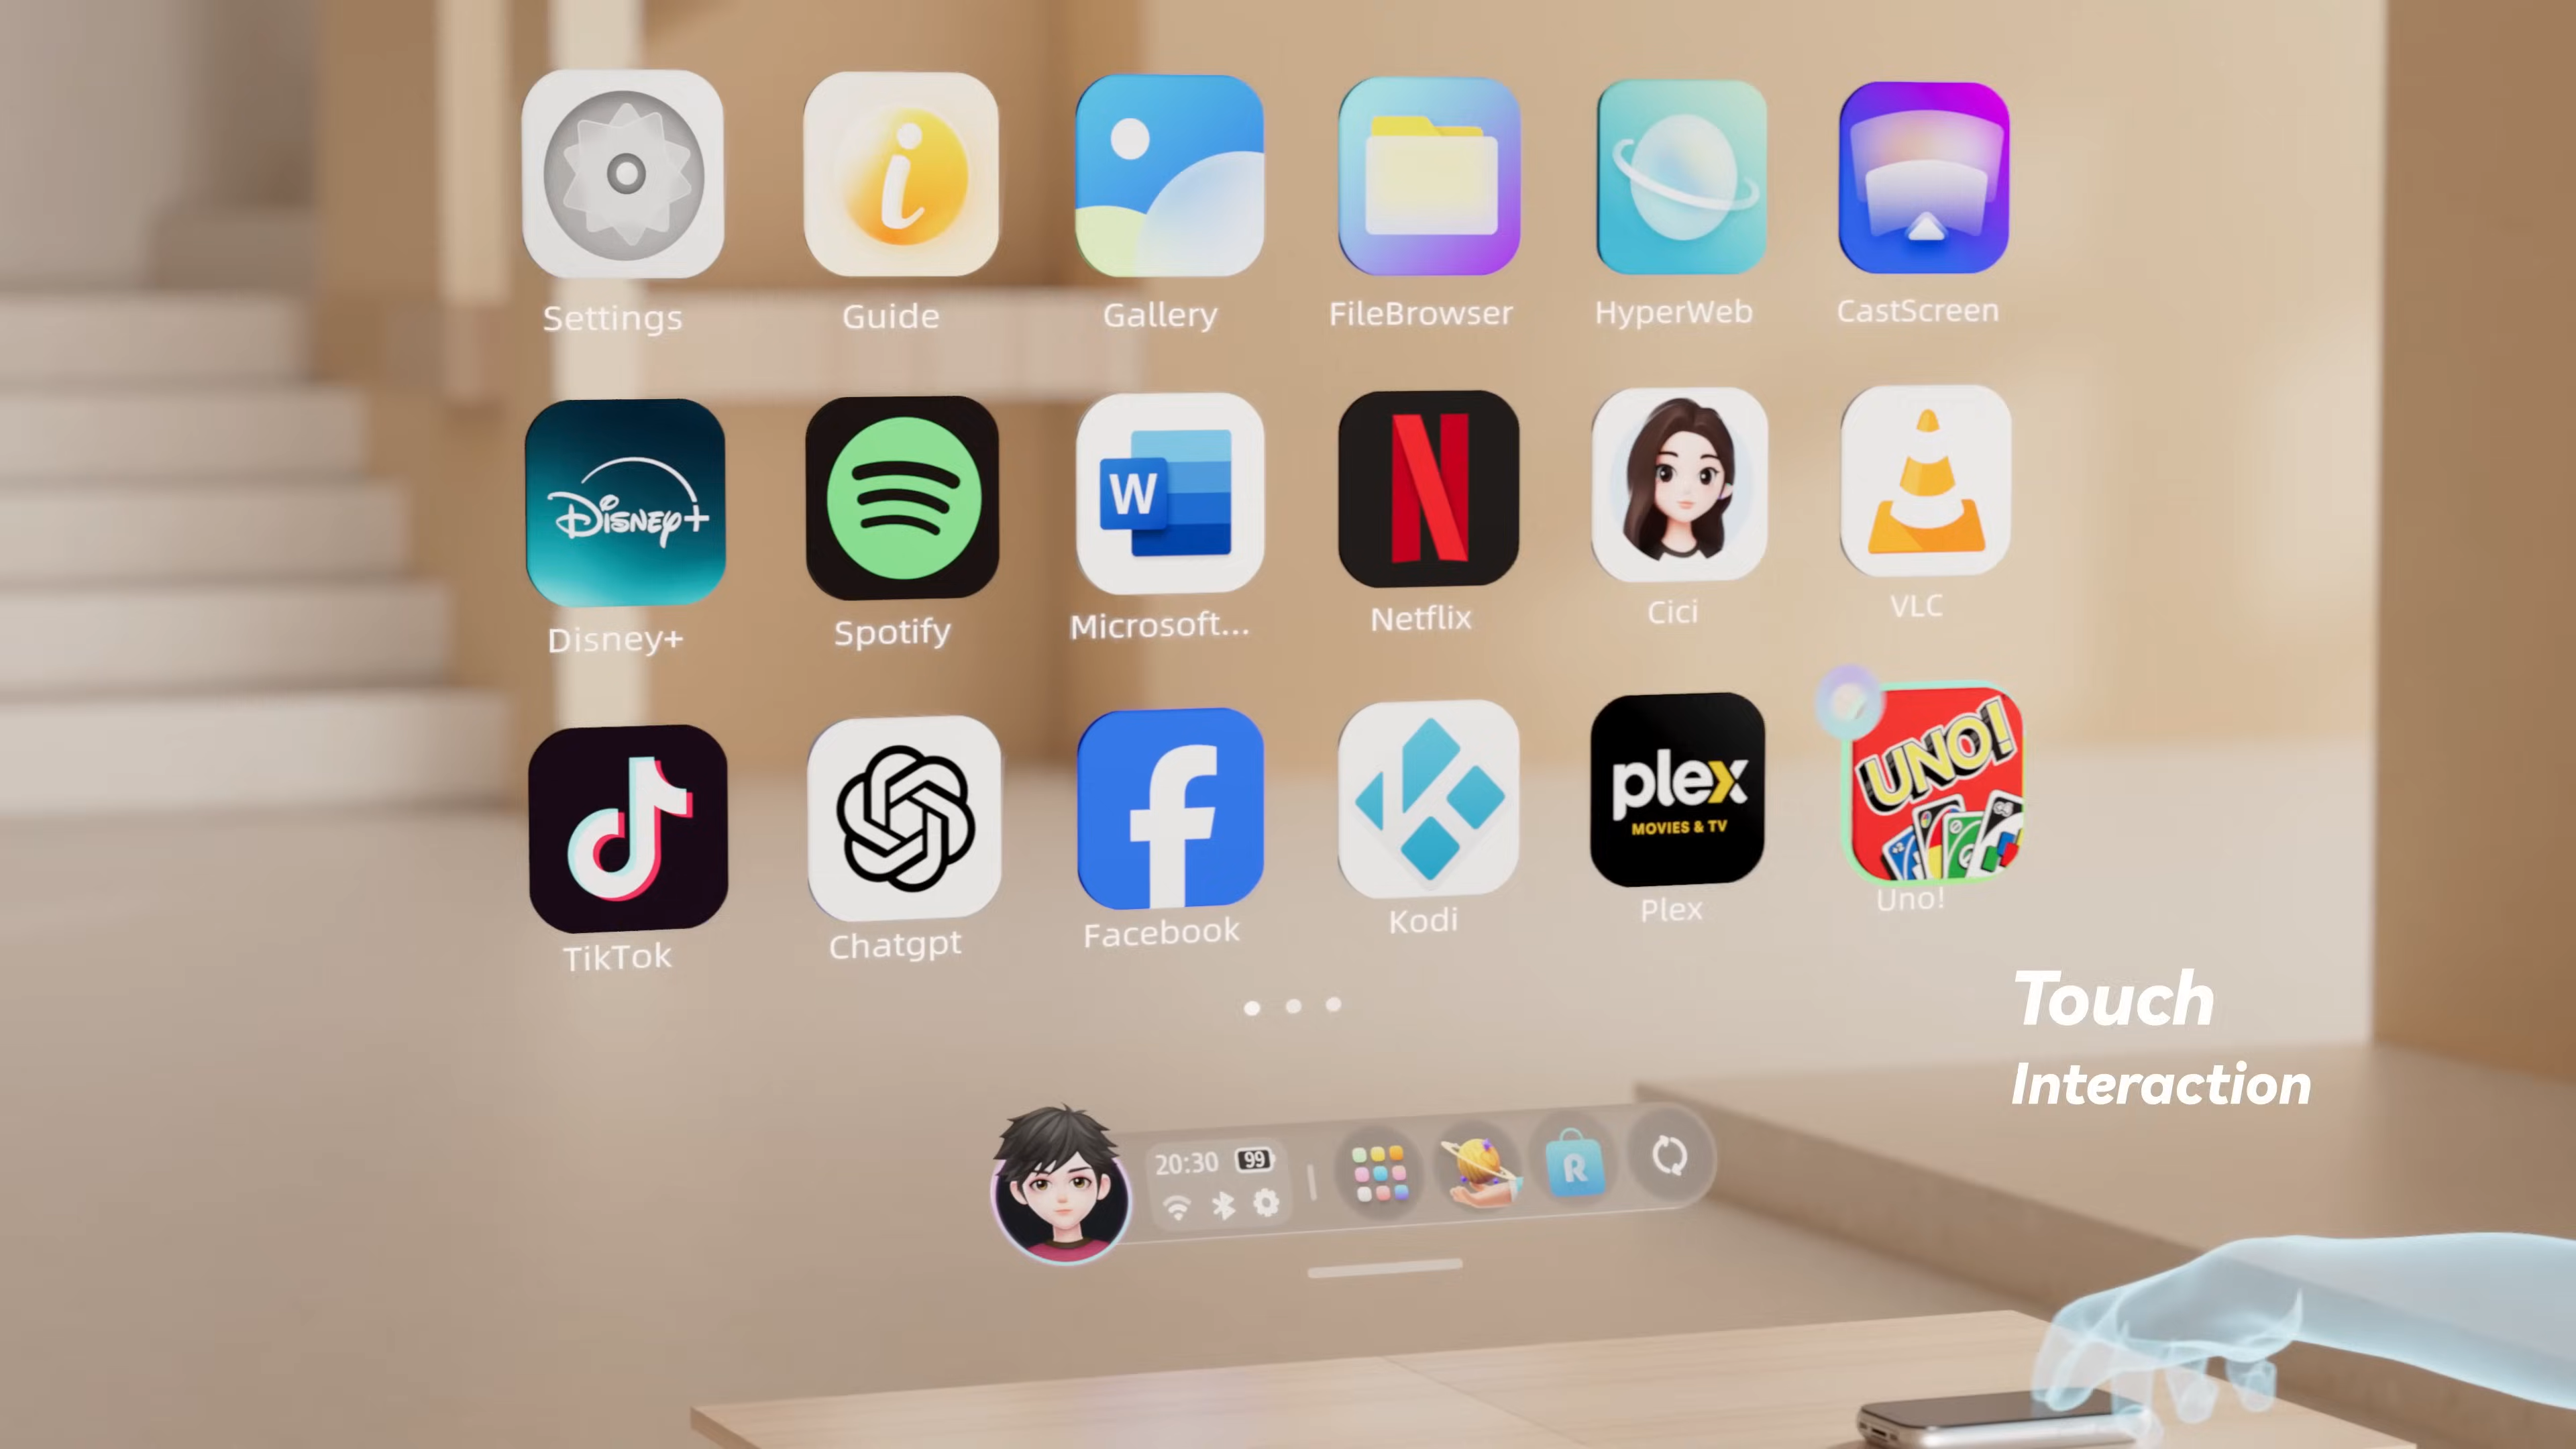 Settings
Guide
Gallery
FileBrowser
HyperWeb
CastScreen
Disney+
W
N
Disney+
Spotify
Microsoft...
Netflix
Cici
VLC
plex
MOVIES & TV
UNO!
TikTok
Chatgpt
Facebook
Kodi
Plex
Uno!
Touch
Interaction
20:30 99
R